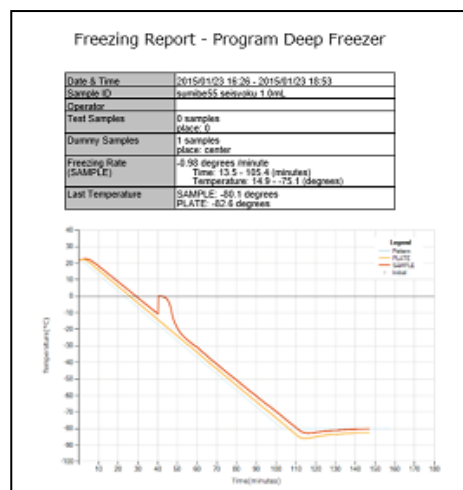 Freezing Report - Program Deep Freezer
Date & Time 2015/01/23 16:26 - 2015/01/23 18:53
Sample ID sumibe55 seisyoku 1.0mL
Operator
Test Samples 0 samples
place: 0
Dummy Samples 1 samples
place: center
Freezing Rate -0.98 degrees /minute
(SAMPLE) Time: 13.5 - 105.4 (minutes)
Temperature: 14.9 - -75.1 (degrees)
Last Temperature SAMPLE: -80.1 degrees
PLATE: -82.6 degrees
40
30
20
10
0
-10
-20
-30
-40
-50
-60
-70
-80
-90
-100
Temperature(°C)
Legend
Pattern
PLATE
SAMPLE
Initial
10 20 30 40 50 60 70 80 90 100 110 120 130 140 150 160 170 180
Time(minutes)